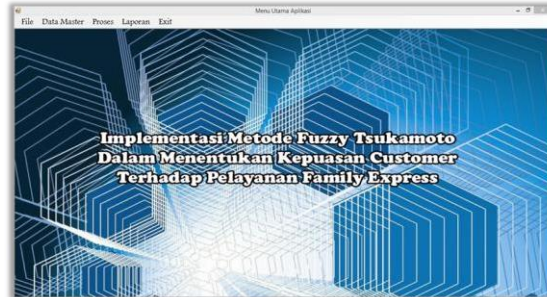 Menu Utama Aplikasi
File Data Master Proses Laporan Exit
Implementasi Metode Fuzzy Tsukamoto
Dalam Menentukan Kepuasan Customer
Terhadap Pelayanan Family Express